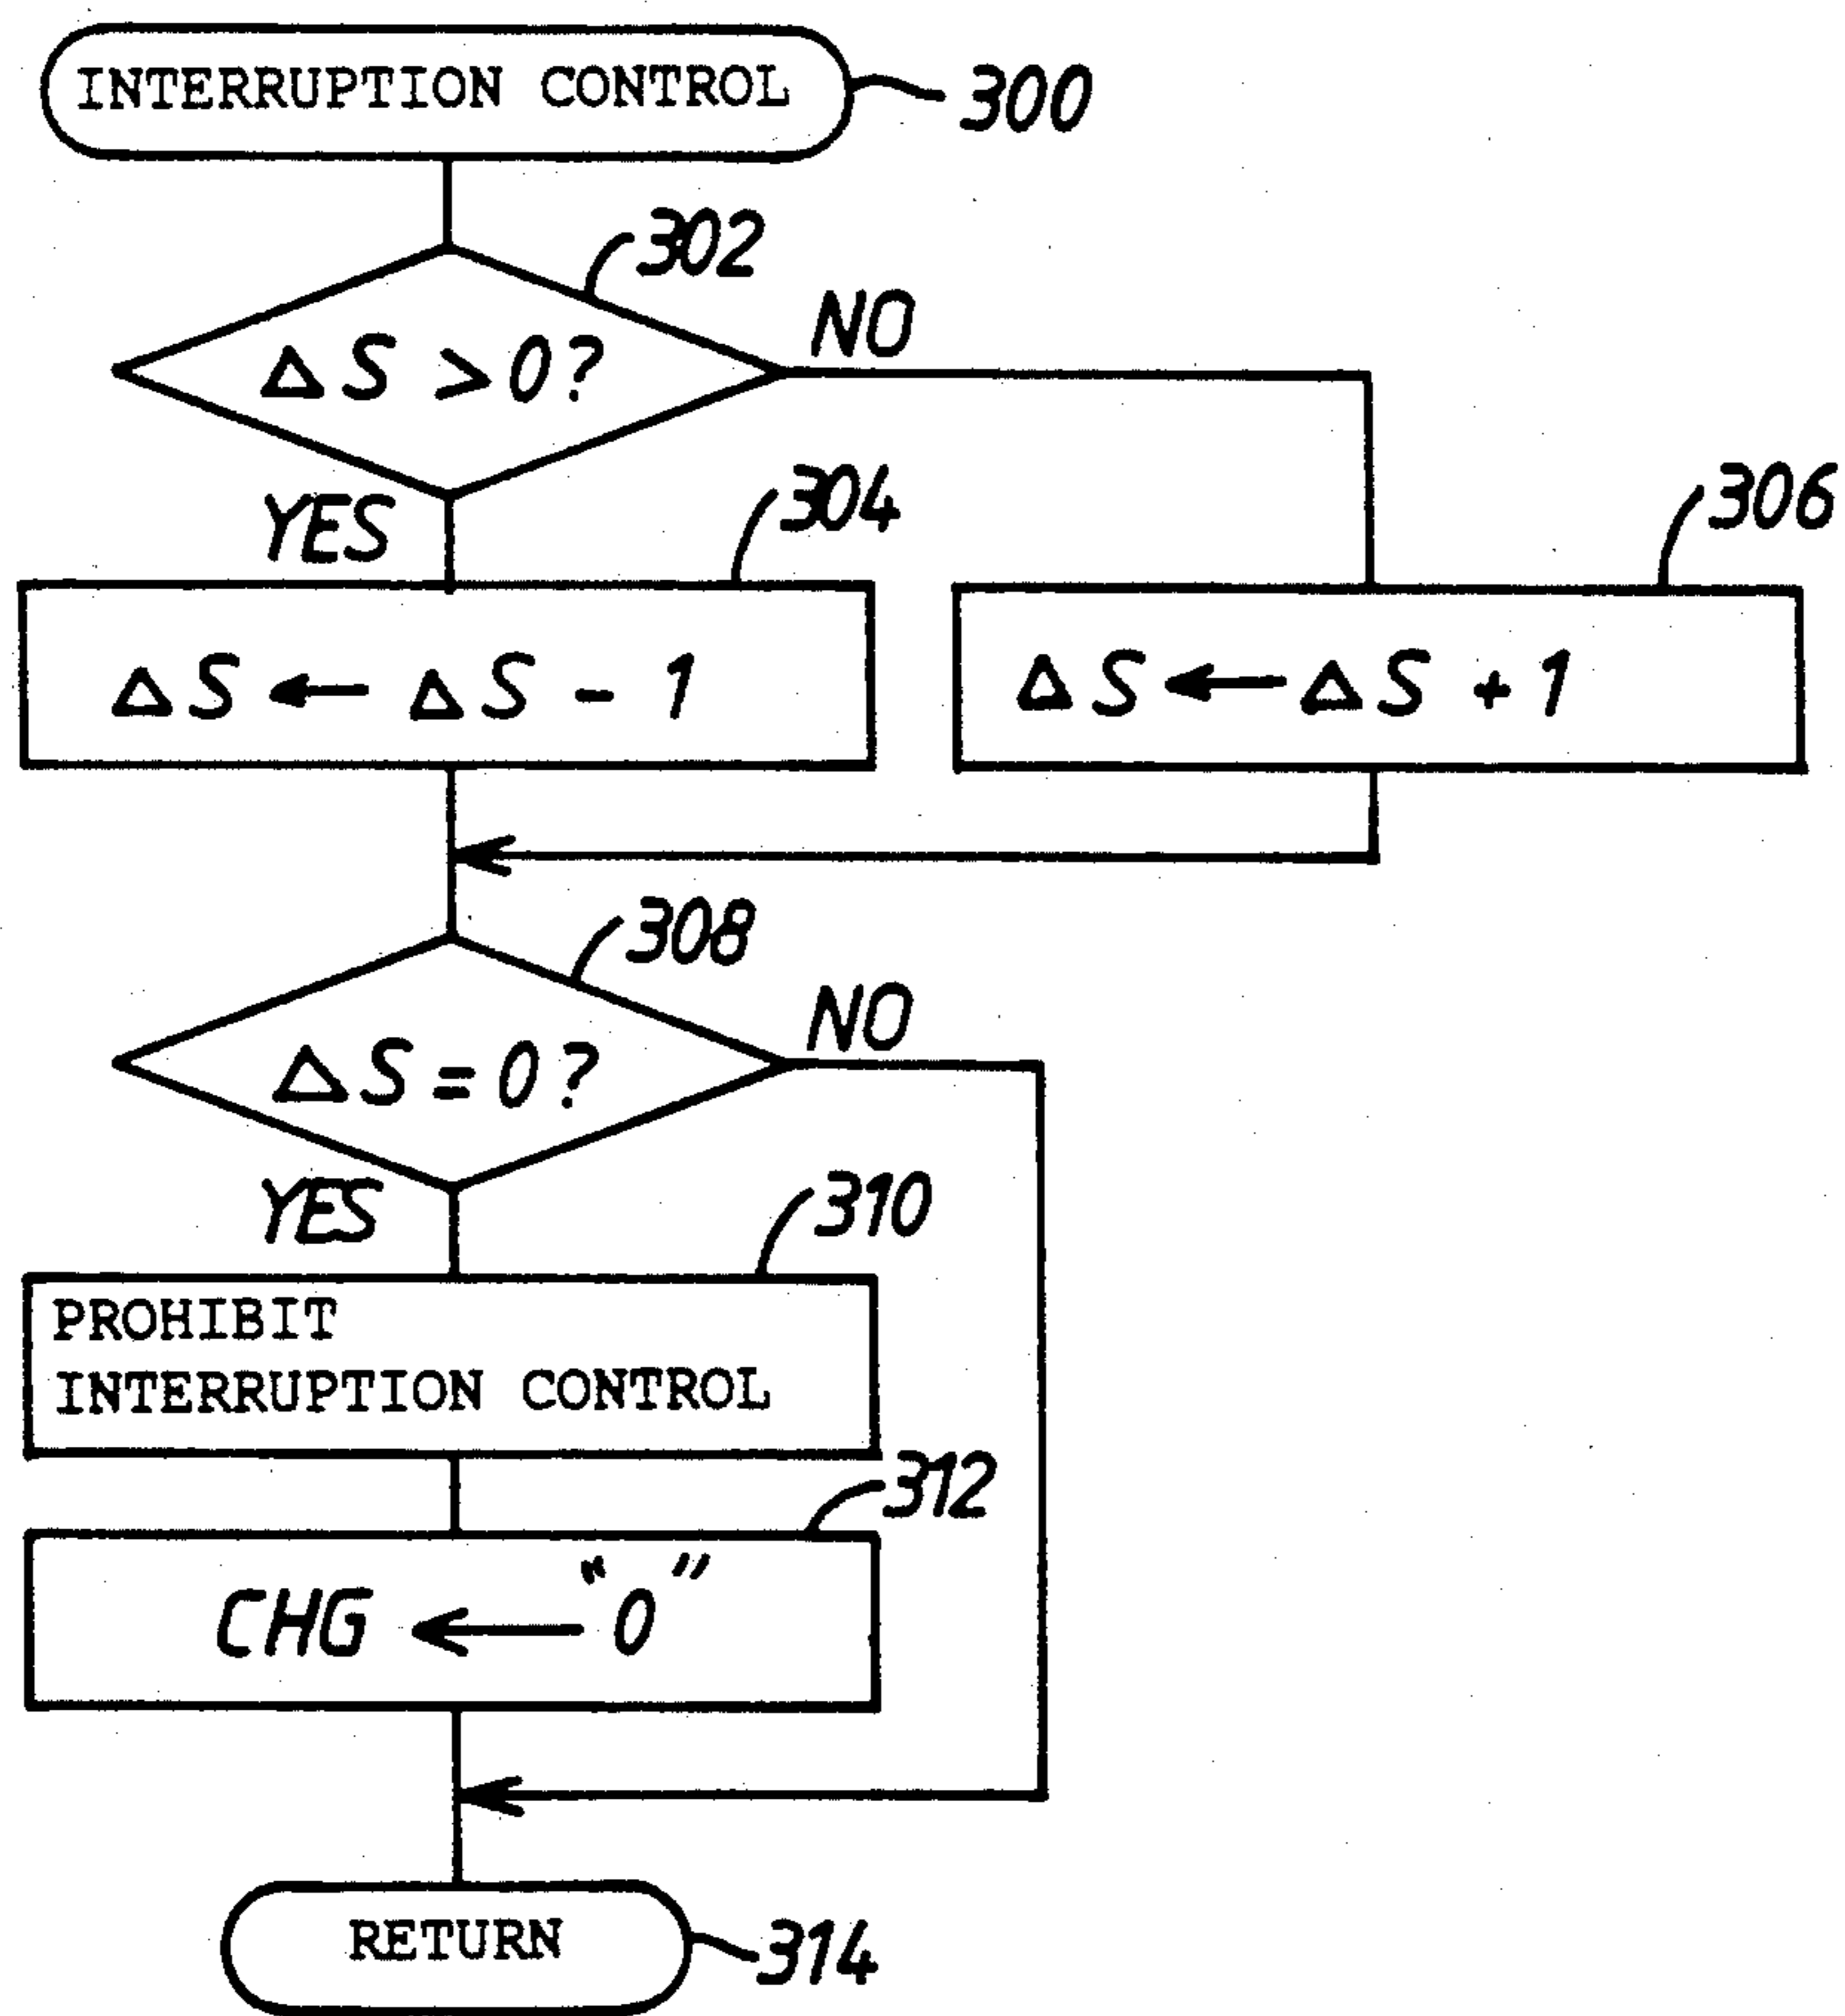 INTERRUPTION CONTROL
300
302
ΔS > 0?
NO
YES
304
306
ΔS ← ΔS - 1
ΔS ← ΔS + 1
308
ΔS = 0?
NO
YES
310
PROHIBIT
INTERRUPTION CONTROL
312
CHG ← "0"
RETURN
314